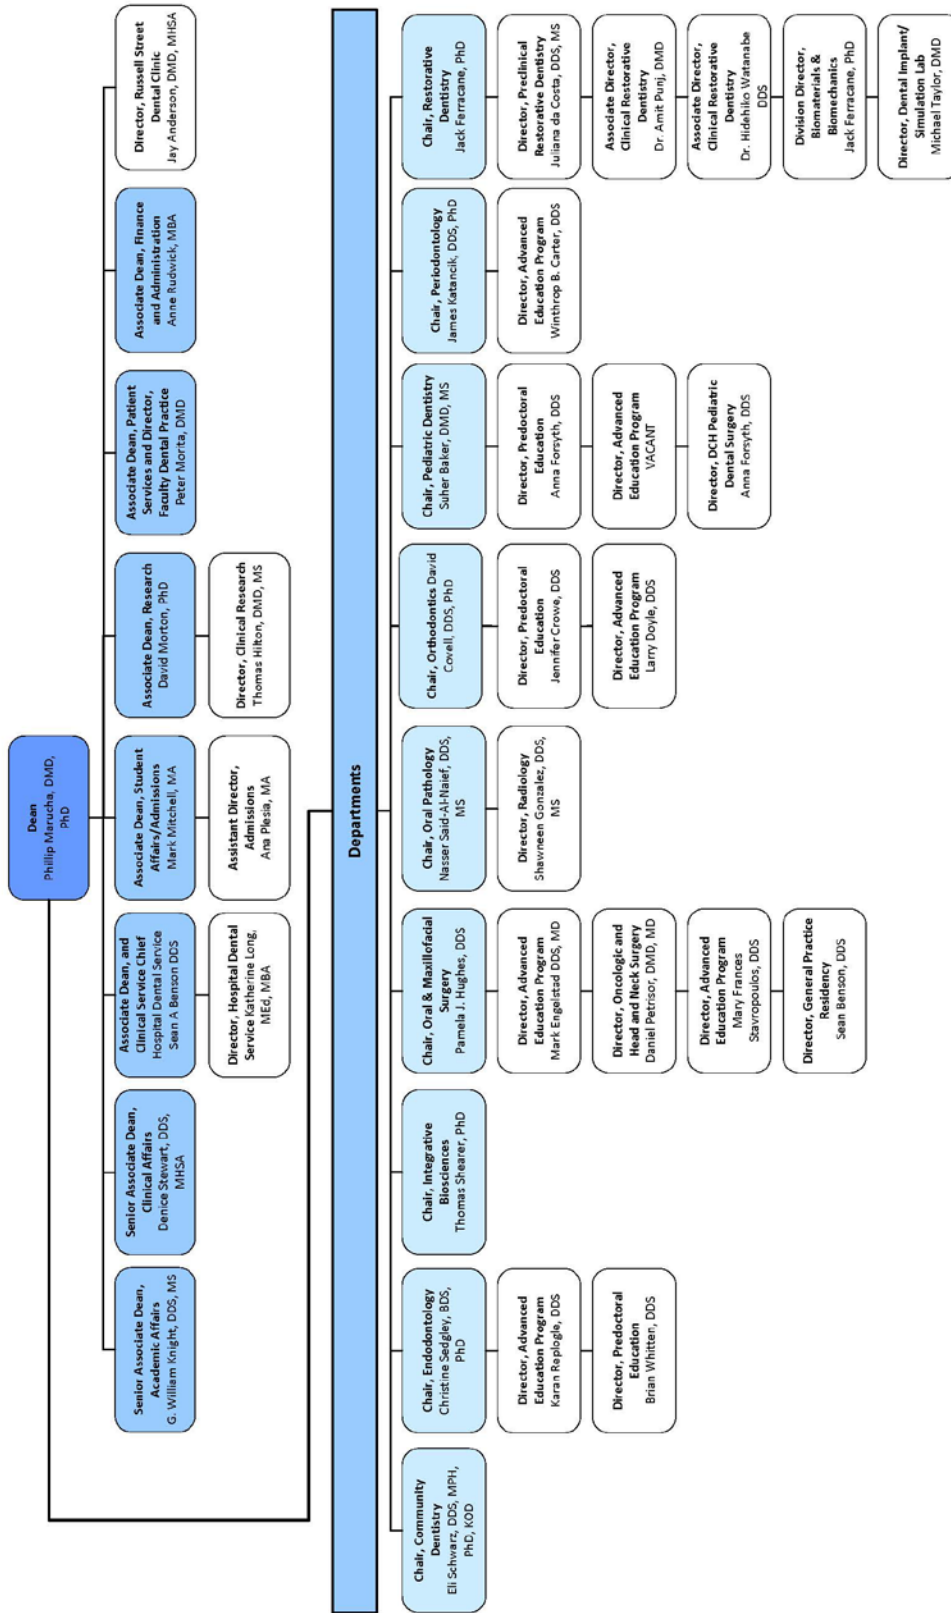 Dean
Phillip Marucha, DMD,
PhD
Senior Associate Dean,
Academic Affairs
G. William Knight, DDS, MS
Senior Associate Dean,
Clinical Affairs
Denice Stewart, DDS,
MHSA
Associate Dean, and
Clinical Service Chief
Hospital Dental Service
Sean A Benson DDS
Director, Hospital Dental
Service Katherine Long,
MEd, MBA
Associate Dean, Student
Affairs/Admissions
Mark Mitchell, MA
Assistant Director,
Admissions
Ana Plesia, MA
Associate Dean, Research
David Morton, PhD
Director, Clinical Research
Thomas Hilton, DMD, MS
Associate Dean, Patient
Services and Director,
Faculty Dental Practice
Peter Morita, DMD
Associate Dean, Finance
and Administration
Anne Rudwick, MBA
Director, Russell Street
Dental Clinic
Jay Anderson, DMD, MHSA
Departments
Chair, Community
Dentistry
Eli Schwarz, DDS, MPH,
PhD, KOD
Chair, Endodontology
Christine Sedgley, BDS,
PhD
Director, Advanced
Education Program
Karan Replogle, DDS
Director, Predoctoral
Education
Brian Whitten, DDS
Chair, Integrative
Biosciences
Thomas Shearer, PhD
Chair, Oral & Maxillofacial
Surgery
Pamela J. Hughes, DDS
Director, Advanced
Education Program
Mark Engelstad DDS, MD
Director, Oncologic and
Head and Neck Surgery
Daniel Petrisor, DMD, MD
Director, Advanced
Education Program
Mary Frances
Stavropoulos, DDS
Director, General Practice
Residency
Sean Benson, DDS
Chair, Oral Pathology
Nasser Said-Al-Naief, DDS,
MS
Director, Radiology
Shawneen Gonzalez, DDS,
MS
Chair, Orthodontics David
Covell, DDS, PhD
Director, Predoctoral
Education
Jennifer Crowe, DDS
Director, Advanced
Education Program
Larry Doyle, DDS
Chair, Pediatric Dentistry
Suher Baker, DMD, MS
Director, Predoctoral
Education
Anna Forsyth, DDS
Director, Advanced
Education Program
VACANT
Director, DCH Pediatric
Dental Surgery
Anna Forsyth, DDS
Chair, Periodontology
James Katancik, DDS, PhD
Director, Advanced
Education Program
Winthrop B. Carter, DDS
Chair, Restorative
Dentistry
Jack Ferracane, PhD
Director, Preclinical
Restorative Dentistry
Juliana da Costa, DDS, MS
Associate Director,
Clinical Restorative
Dentistry
Dr. Amit Punj, DMD
Associate Director,
Clinical Restorative
Dentistry
Dr. Hidehiko Watanabe
DDS
Division Director,
Biomaterials &
Biomechanics
Jack Ferracane, PhD
Director, Dental Implant/
Simulation Lab
Michael Taylor, DMD